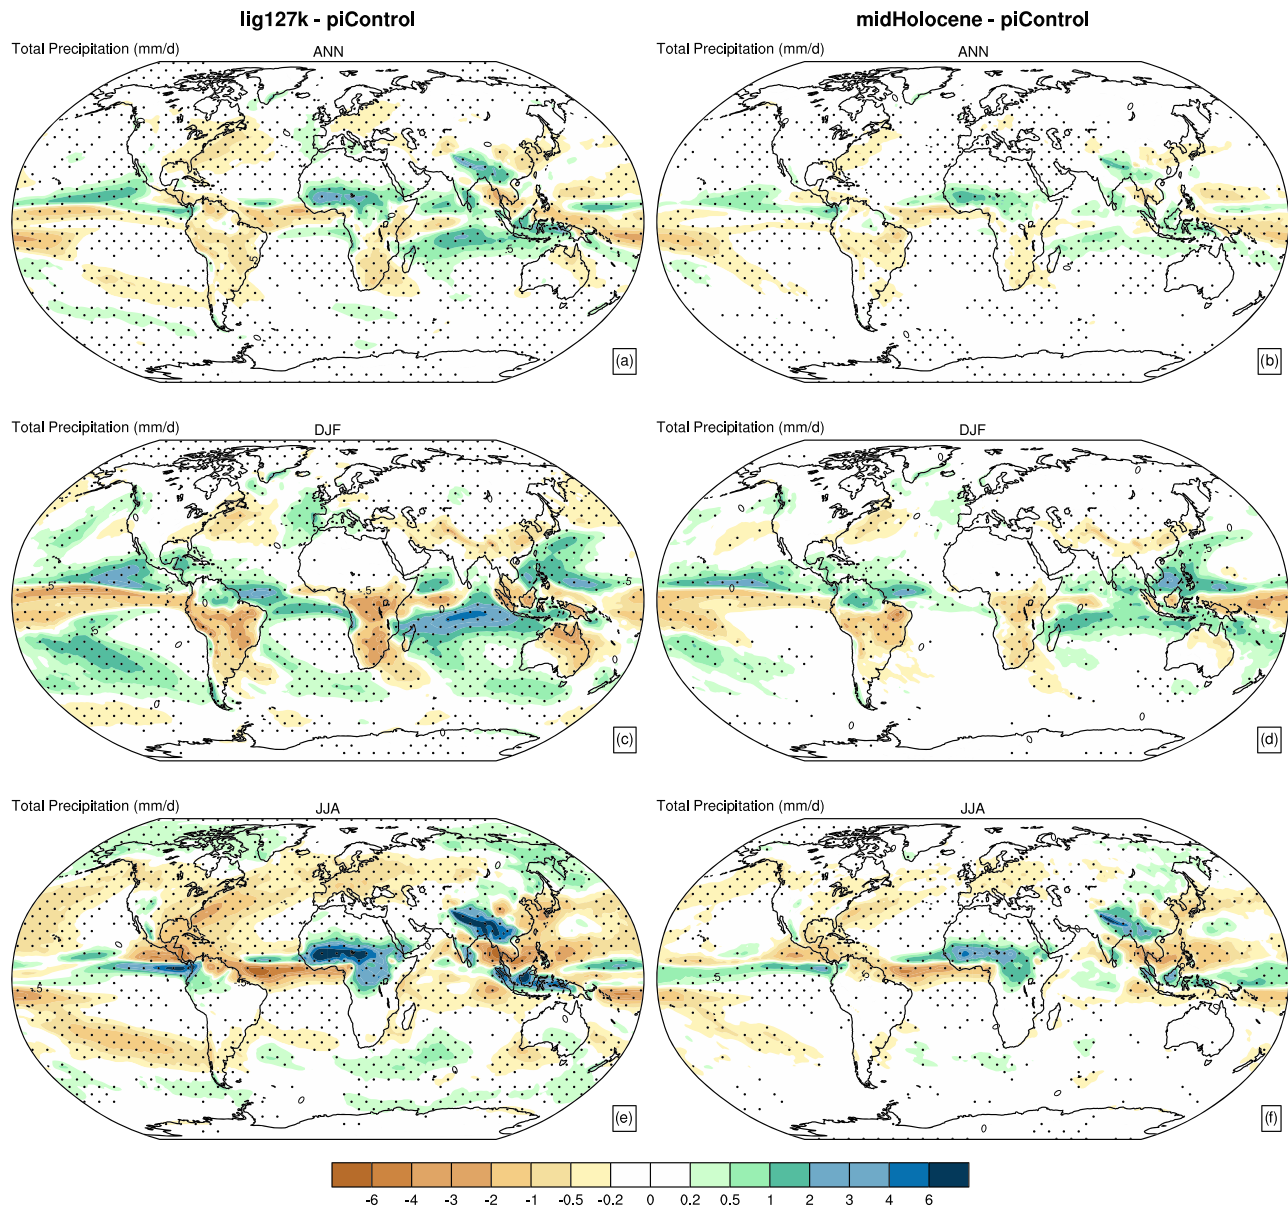 lig127k - piControl
midHolocene - piControl
Total Precipitation (mm/d)
ANN
Total Precipitation (mm/d)
ANN
(a)
(b)
Total Precipitation (mm/d)
DJF
Total Precipitation (mm/d)
DJF
(c)
(d)
Total Precipitation (mm/d)
JJA
Total Precipitation (mm/d)
JJA
(e)
(f)
-6 -4 -3 -2 -1 -0.5 -0.2 0 0.2 0.5 1 2 3 4 6